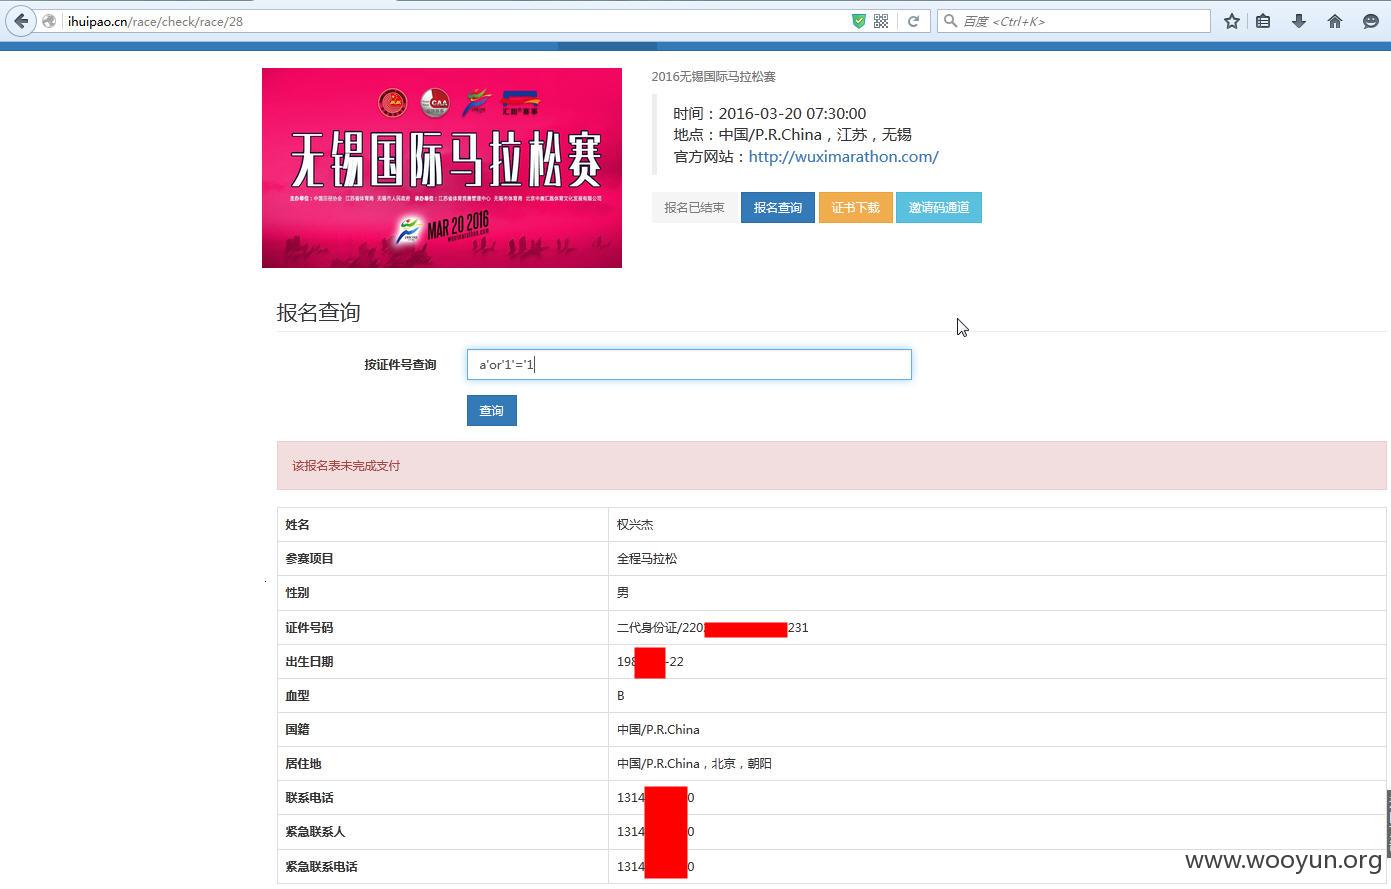 ihuipao.cn/race/check/race/28
百度 <Ctrl+K>
CAA
汇跑赛事
无锡国际马拉松赛
MAR 20 2016
wuximarathon.com
2016无锡国际马拉松赛
时间：2016-03-20 07:30:00
地点：中国/P.R.China，江苏，无锡
官方网站：http://wuximarathon.com/
报名已结束 报名查询 证书下载 邀请码通道
报名查询
按证件号查询 a'or'1'='1
查询
该报名表未完成支付
姓名 权兴杰
参赛项目 全程马拉松
性别 男
证件号码 二代身份证/220 231
出生日期 198 -22
血型 B
国籍 中国/P.R.China
居住地 中国/P.R.China，北京，朝阳
联系电话 1314 0
紧急联系人 1314 0
紧急联系电话 1314 0
www.wooyun.org